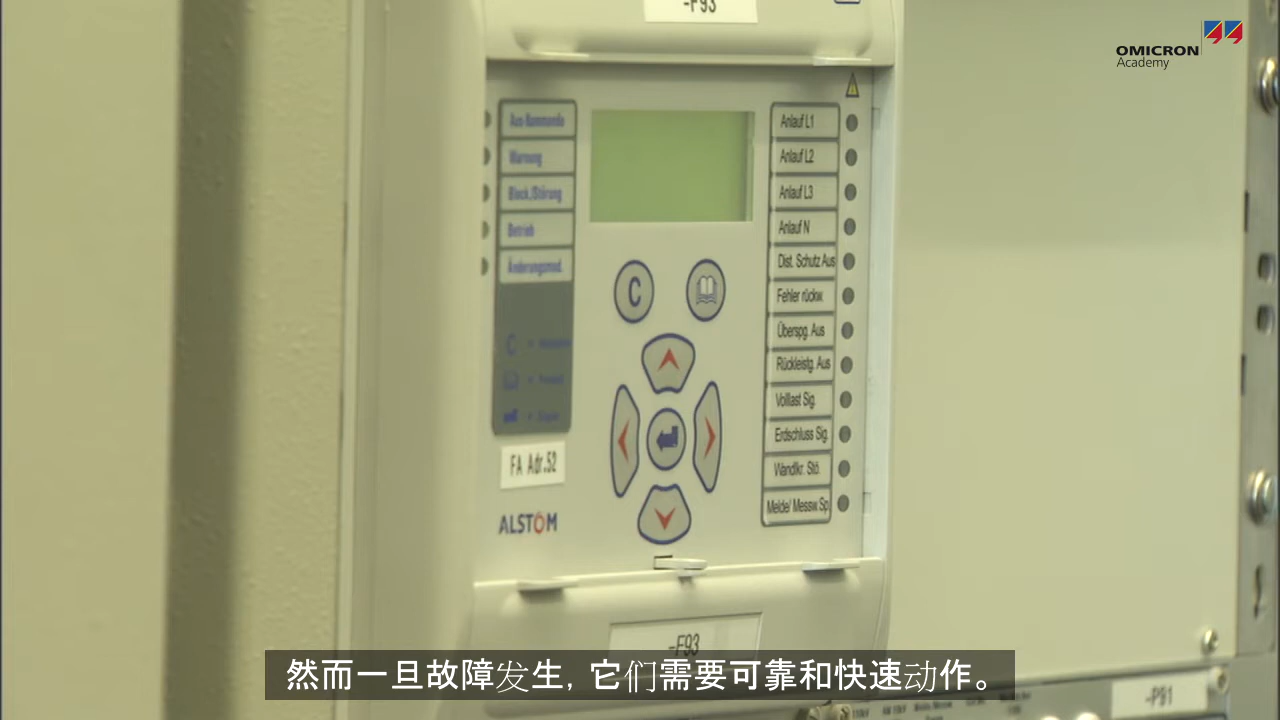 -F93
OMICRON
Academy
Aus-Kommando
Warnung
Block./Störung
Betrieb
Änderungsmod.
C
FA Adr.52
ALSTOM
C
Anlauf L1
Anlauf L2
Anlauf L3
Anlauf N
Dist. Schutz Aus
Fehler rückw.
Überspg. Aus
Rückleistg. Aus
Volllast Sig.
Erdschluss Sig.
Wandlkr. Stö.
Melde/ Messw.Sp
-F93
然而一旦故障发生, 它们需要可靠和快速动作。
-P81